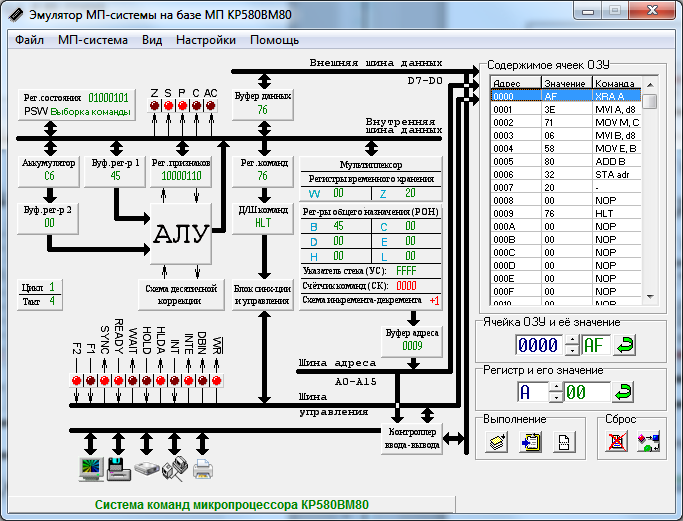 Эмулятор МП-системы на базе МП КР580ВМ80
Файл МП-система Вид Настройки Помощь
Внешняя шина данных
D7-D0
Z S P C AC
Рег.состояния 01000101
PSW Выборка команды
Буфер данных
76
Внутренняя
шина данных
Аккумулятор
C6
Буф.рег-р 1
45
Рег.признаков
10000110
Рег.команд
76
Мультиплексор
Регистры временного хранения
W 00 Z 20
Буф.рег-р 2
00
АЛУ
Д/Ш команд
HLT
Рег-ры общего назначения (РОН)
B 45 C 00
D 00 E 00
H 00 L 00
Указатель стека (УС): FFFF
Счётчик команд (СК): 0000
Схема инкремента-декремента +1
Цикл 1
Такт 4
Схема десятичной
коррекции
Блок синх-ции
и управления
Буфер адреса
0009
F2 F1 SYNC READY WAIT HOLD HLDA INT INTE DBIN WR
Шина адреса
A0-A15
Шина
управления
Контроллер
ввода-вывода
Система команд микропроцессора КР580ВМ80
Содержимое ячеек ОЗУ
Адрес Значение Команда
0000 AF XRA A
0001 3E MVI A, d8
0002 71 MOV M, C
0003 06 MVI B, d8
0004 58 MOV E, B
0005 80 ADD B
0006 32 STA adr
0007 20 -
0008 00 NOP
0009 76 HLT
000A 00 NOP
000B 00 NOP
000C 00 NOP
000D 00 NOP
000E 00 NOP
000F 00 NOP
0010 00 NOP
Ячейка ОЗУ и её значение
0000 AF
Регистр и его значение
A 00
Выполнение
Сброс